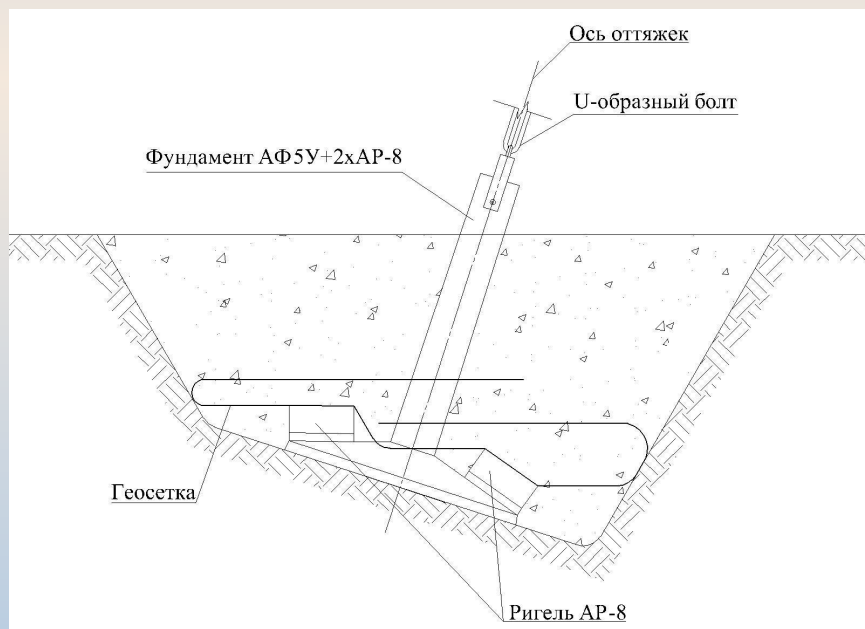 Ось оттяжек
U-образный болт
Фундамент АФ5У+2хАР-8
Геосетка
Ригель АР-8